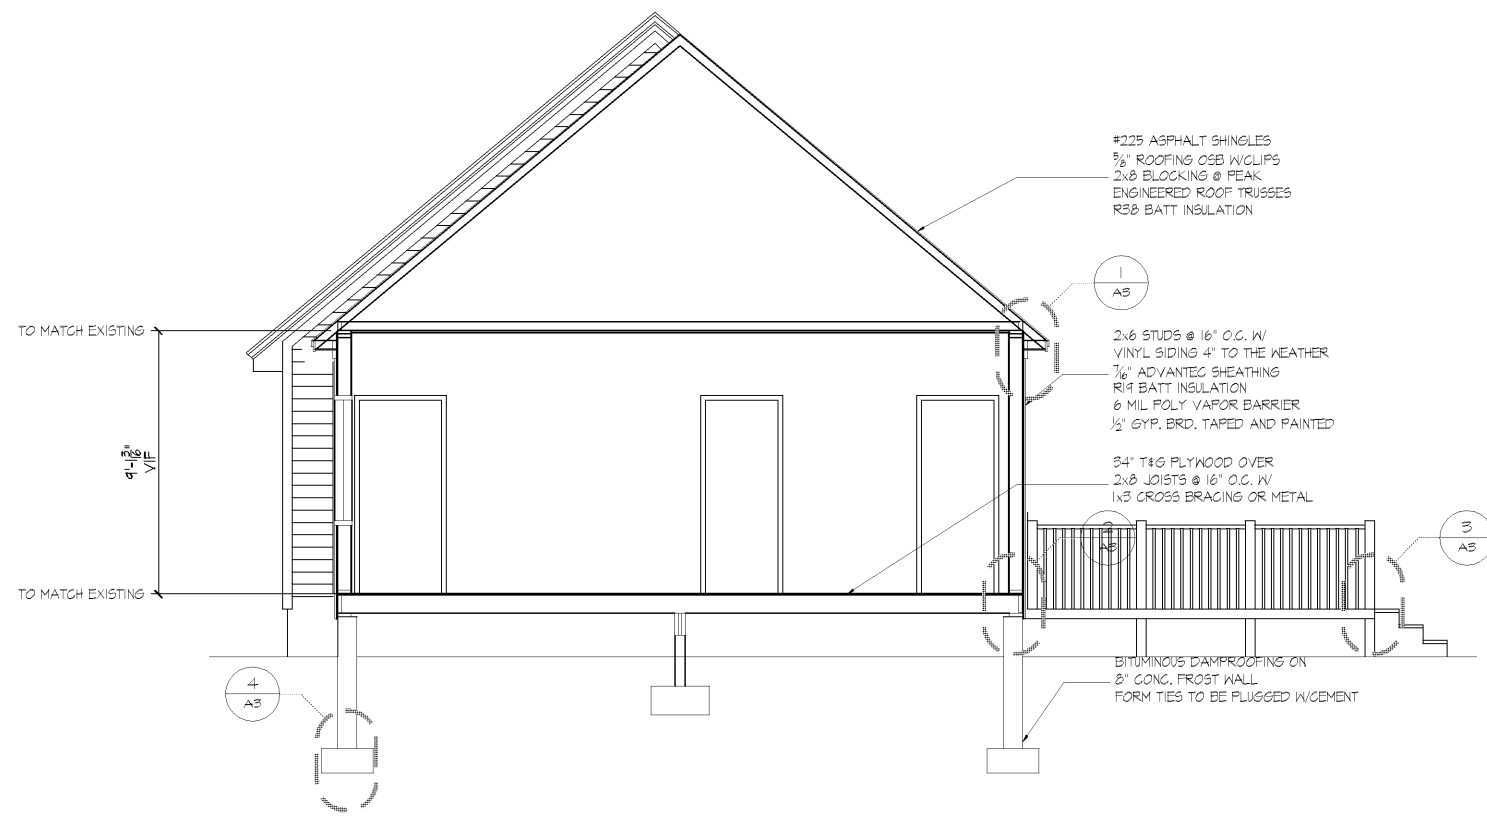 #225 ASPHALT SHINGLES
5/8" ROOFING OSB W/CLIPS
2x8 BLOCKING @ PEAK
ENGINEERED ROOF TRUSSES
R38 BATT INSULATION
1
A3
TO MATCH EXISTING
2x6 STUDS @ 16" O.C. W/
VINYL SIDING 4" TO THE WEATHER
7/16" ADVANTEC SHEATHING
R19 BATT INSULATION
6 MIL POLY VAPOR BARRIER
1/2" GYP. BRD. TAPED AND PAINTED
VIF
34" T&G PLYWOOD OVER
2x8 JOISTS @ 16" O.C. W/
1x3 CROSS BRACING OR METAL
2
A3
3
A3
TO MATCH EXISTING
BITUMINOUS DAMPROOFING ON
8" CONC. FROST WALL
FORM TIES TO BE PLUGGED W/CEMENT
4
A3